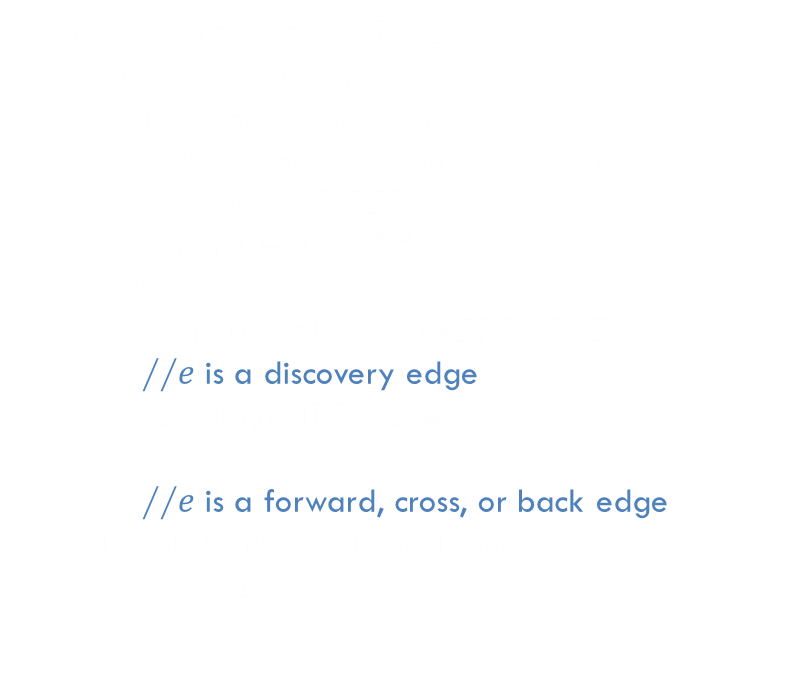 //e is a discovery edge
//e is a forward, cross, or back edge